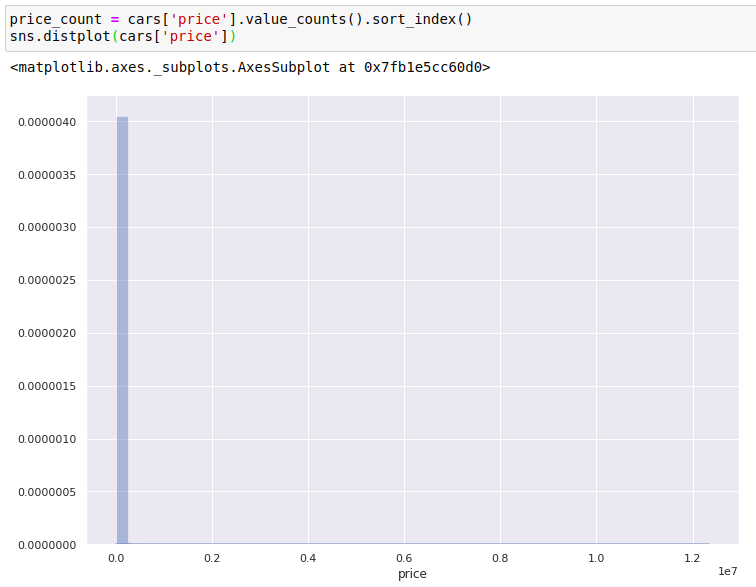 price_count = cars['price'].value_counts().sort_index()
sns.distplot(cars['price'])
<matplotlib.axes._subplots.AxesSubplot at 0x7fb1e5cc60d0>
0.0000040
0.0000035
0.0000030
0.0000025
0.0000020
0.0000015
0.0000010
0.0000005
0.0000000
0.0 0.2 0.4 0.6 0.8 1.0 1.2
1e7
price